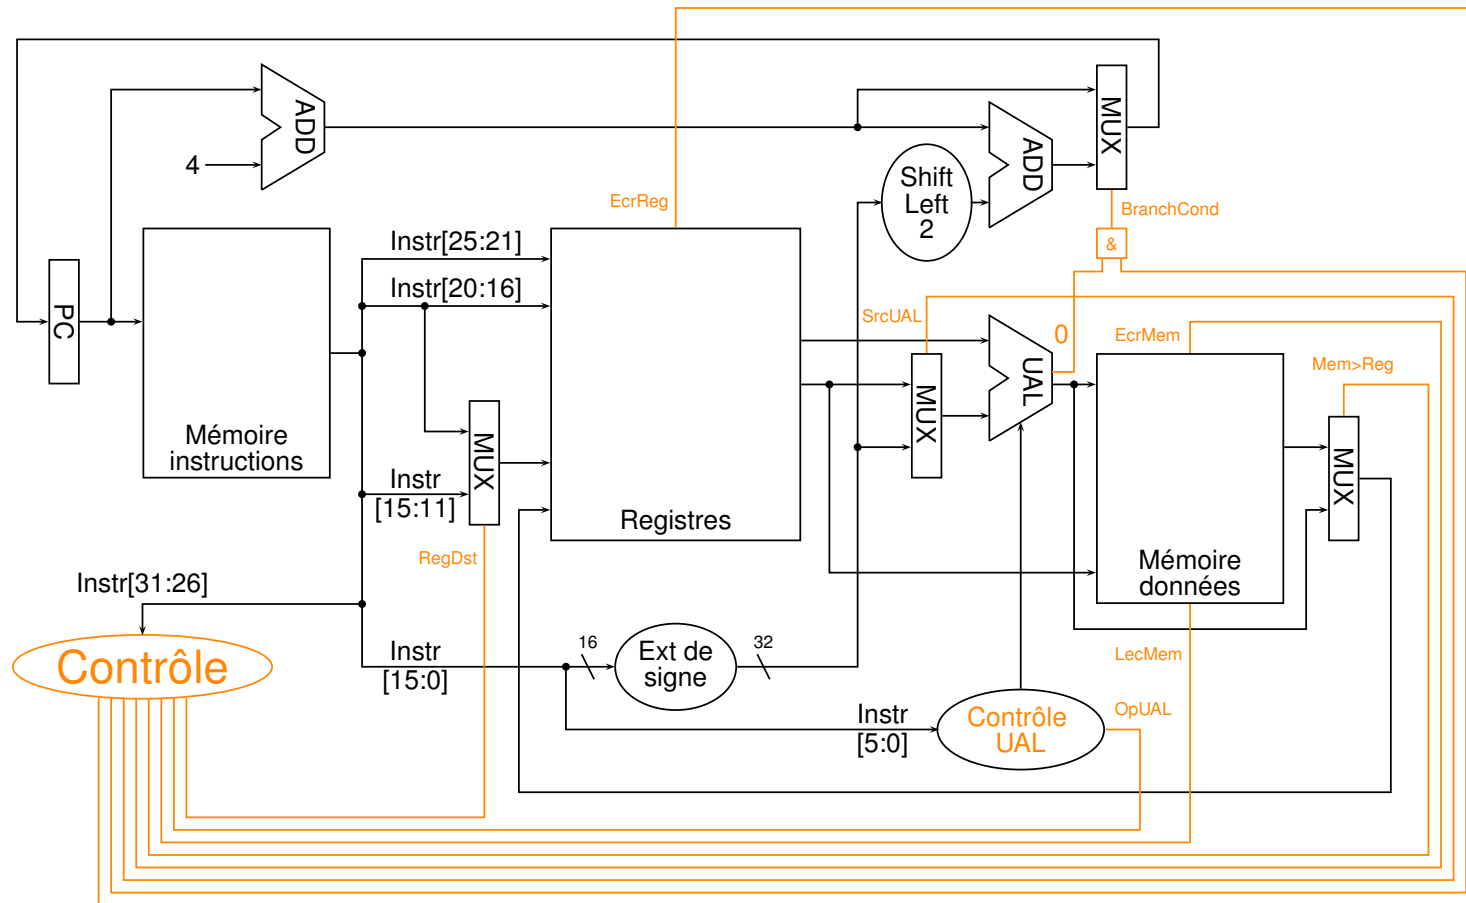 ADD
MUX
4
ADD
Shift
Left
2
EcrReg
BranchCond
&
Instr[25:21]
Instr[20:16]
PC
SrcUAL
0
EcrMem
UAL
Mem>Reg
MUX
Mémoire
instructions
MUX
MUX
Instr
[15:11]
Registres
RegDst
Mémoire
données
Instr[31:26]
Contrôle
Instr
[15:0]
16
Ext de
signe
32
LecMem
Instr
[5:0]
Contrôle
UAL
OpUAL